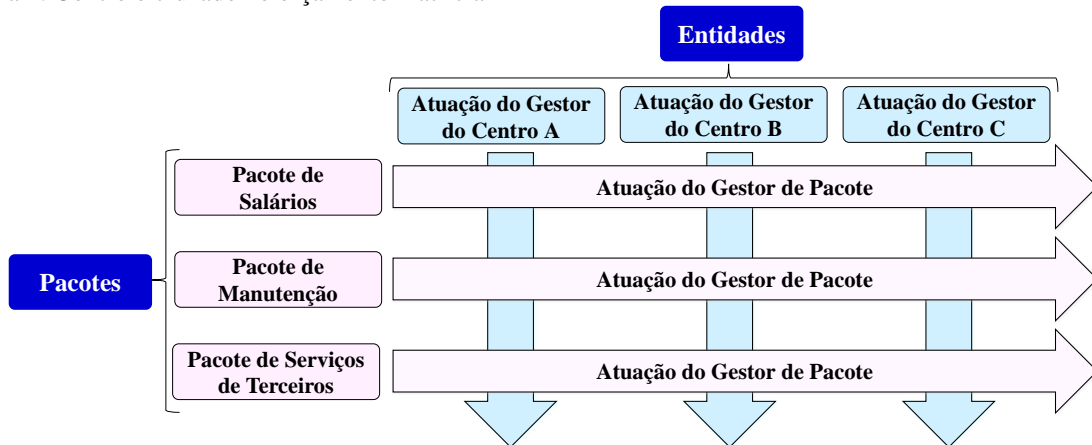 Entidades
Atuação do Gestor
do Centro A
Atuação do Gestor
do Centro B
Atuação do Gestor
do Centro C
Pacotes
Pacote de
Salários
Atuação do Gestor de Pacote
Pacote de
Manutenção
Atuação do Gestor de Pacote
Pacote de Serviços
de Terceiros
Atuação do Gestor de Pacote